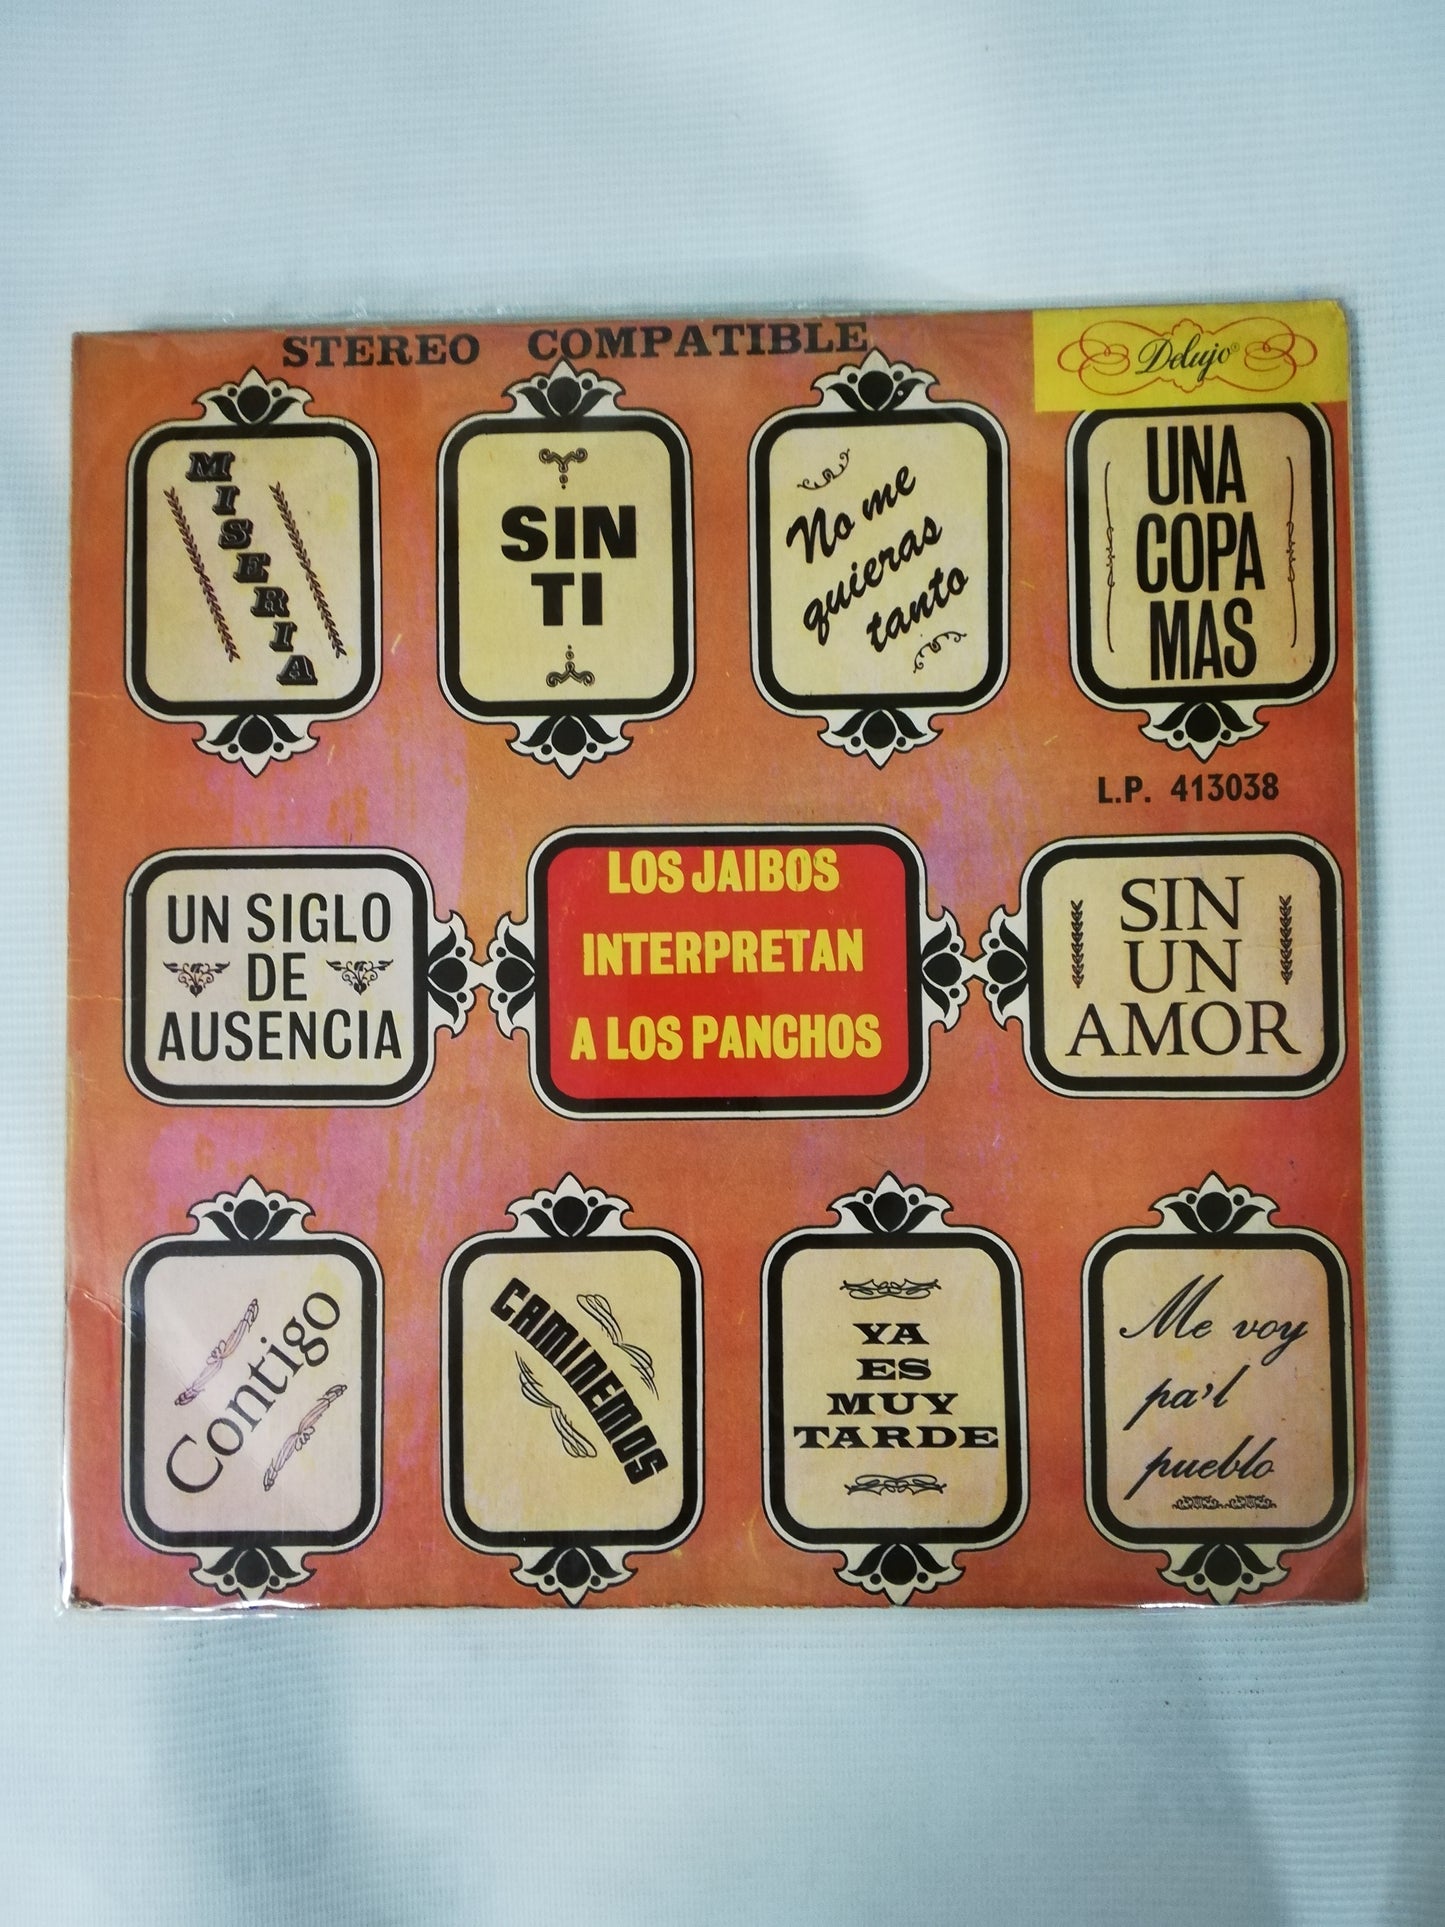 STEREO COMPATIBLE
Delujo®
MISERIA
SIN
TI
No me
quieras
tanto
UNA
COPA
MAS
L.P. 413038
UN SIGLO
DE
AUSENCIA
LOS JAIBOS
INTERPRETAN
A LOS PANCHOS
SIN
UN
AMOR
Contigo
CAMINEMOS
YA
ES
MUY
TARDE
Me voy
pa'l
pueblo